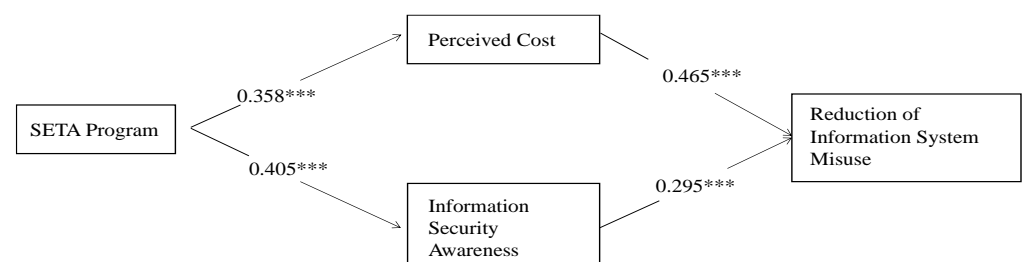 Perceived Cost
0.465***
0.358***
SETA Program
Reduction of
Information System
Misuse
0.405***
0.295***
Information
Security
Awareness